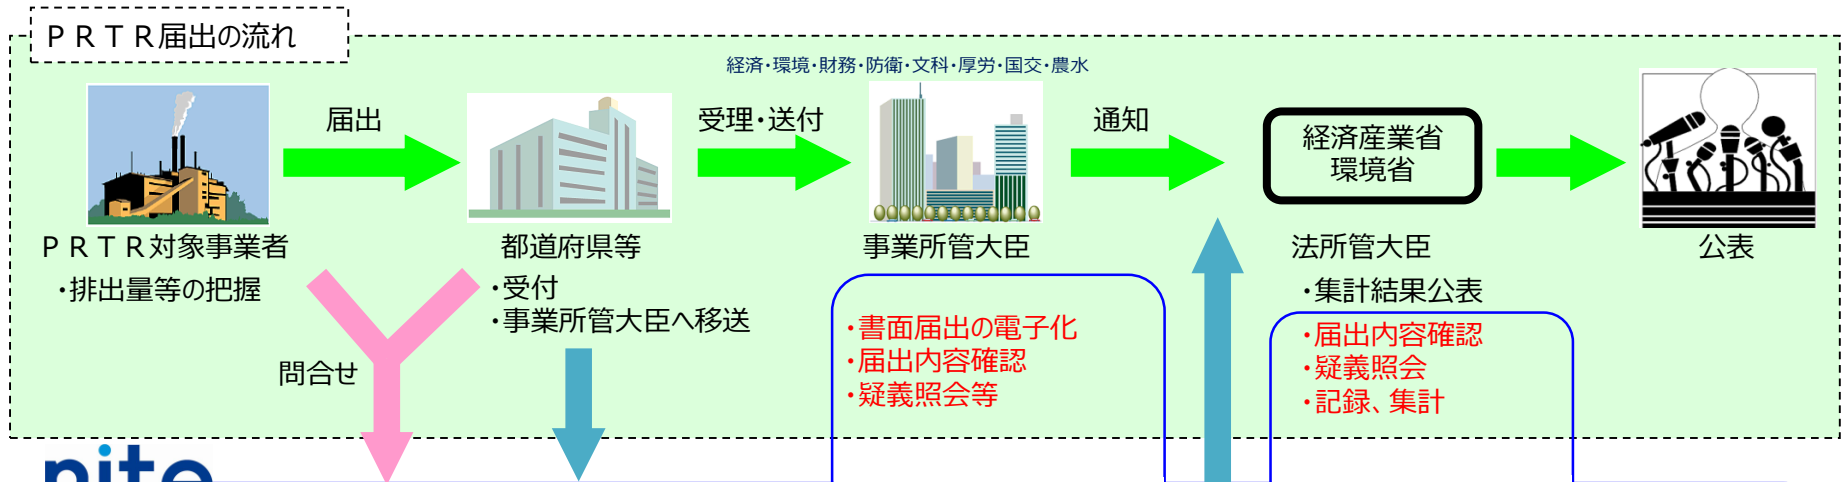 ＰＲＴＲ届出の流れ
経済・環境・財務・防衛・文科・厚労・国交・農水
届出
受理・送付
通知
経済産業省
環境省
ＰＲＴＲ対象事業者
・排出量等の把握
都道府県等
・受付
・事業所管大臣へ移送
事業所管大臣
・書面届出の電子化
・届出内容確認
・疑義照会等
法所管大臣
・集計結果公表
・届出内容確認
・疑義照会
・記録、集計
公表
問合せ
nite